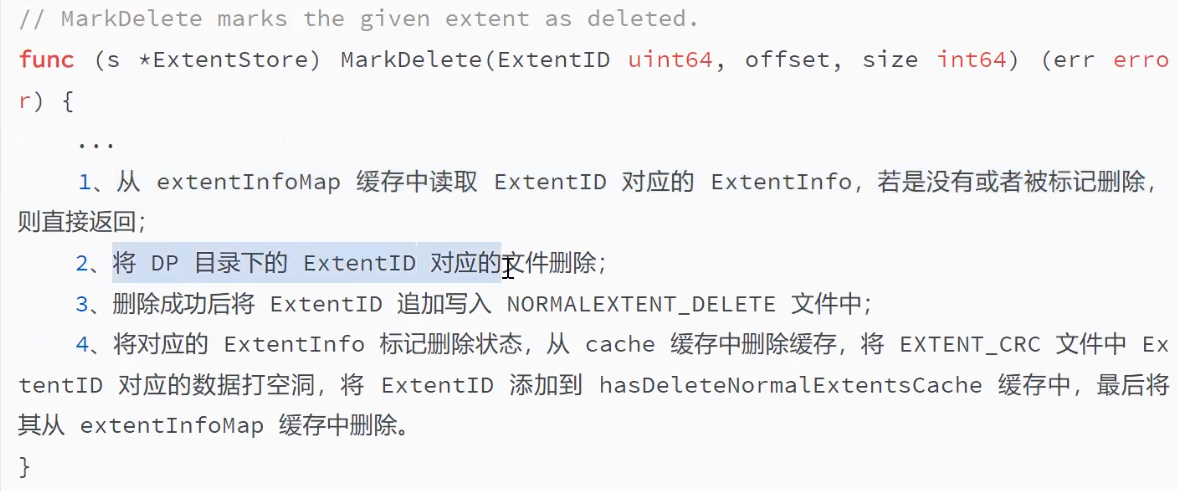 // MarkDelete marks the given extent as deleted.
func (s *ExtentStore) MarkDelete(ExtentID uint64, offset, size int64) (err erro
r) {
...
1、从 extentInfoMap 缓存中读取 ExtentID 对应的 ExtentInfo，若是没有或者被标记删除，
则直接返回；
2、将 DP 目录下的 ExtentID 对应的文件删除；
3、删除成功后将 ExtentID 追加写入 NORMALEXTENT_DELETE 文件中；
4、将对应的 ExtentInfo 标记删除状态，从 cache 缓存中删除缓存，将 EXTENT_CRC 文件中 Ex
tentID 对应的数据打空洞，将 ExtentID 添加到 hasDeleteNormalExtentsCache 缓存中，最后将
其从 extentInfoMap 缓存中删除。
}